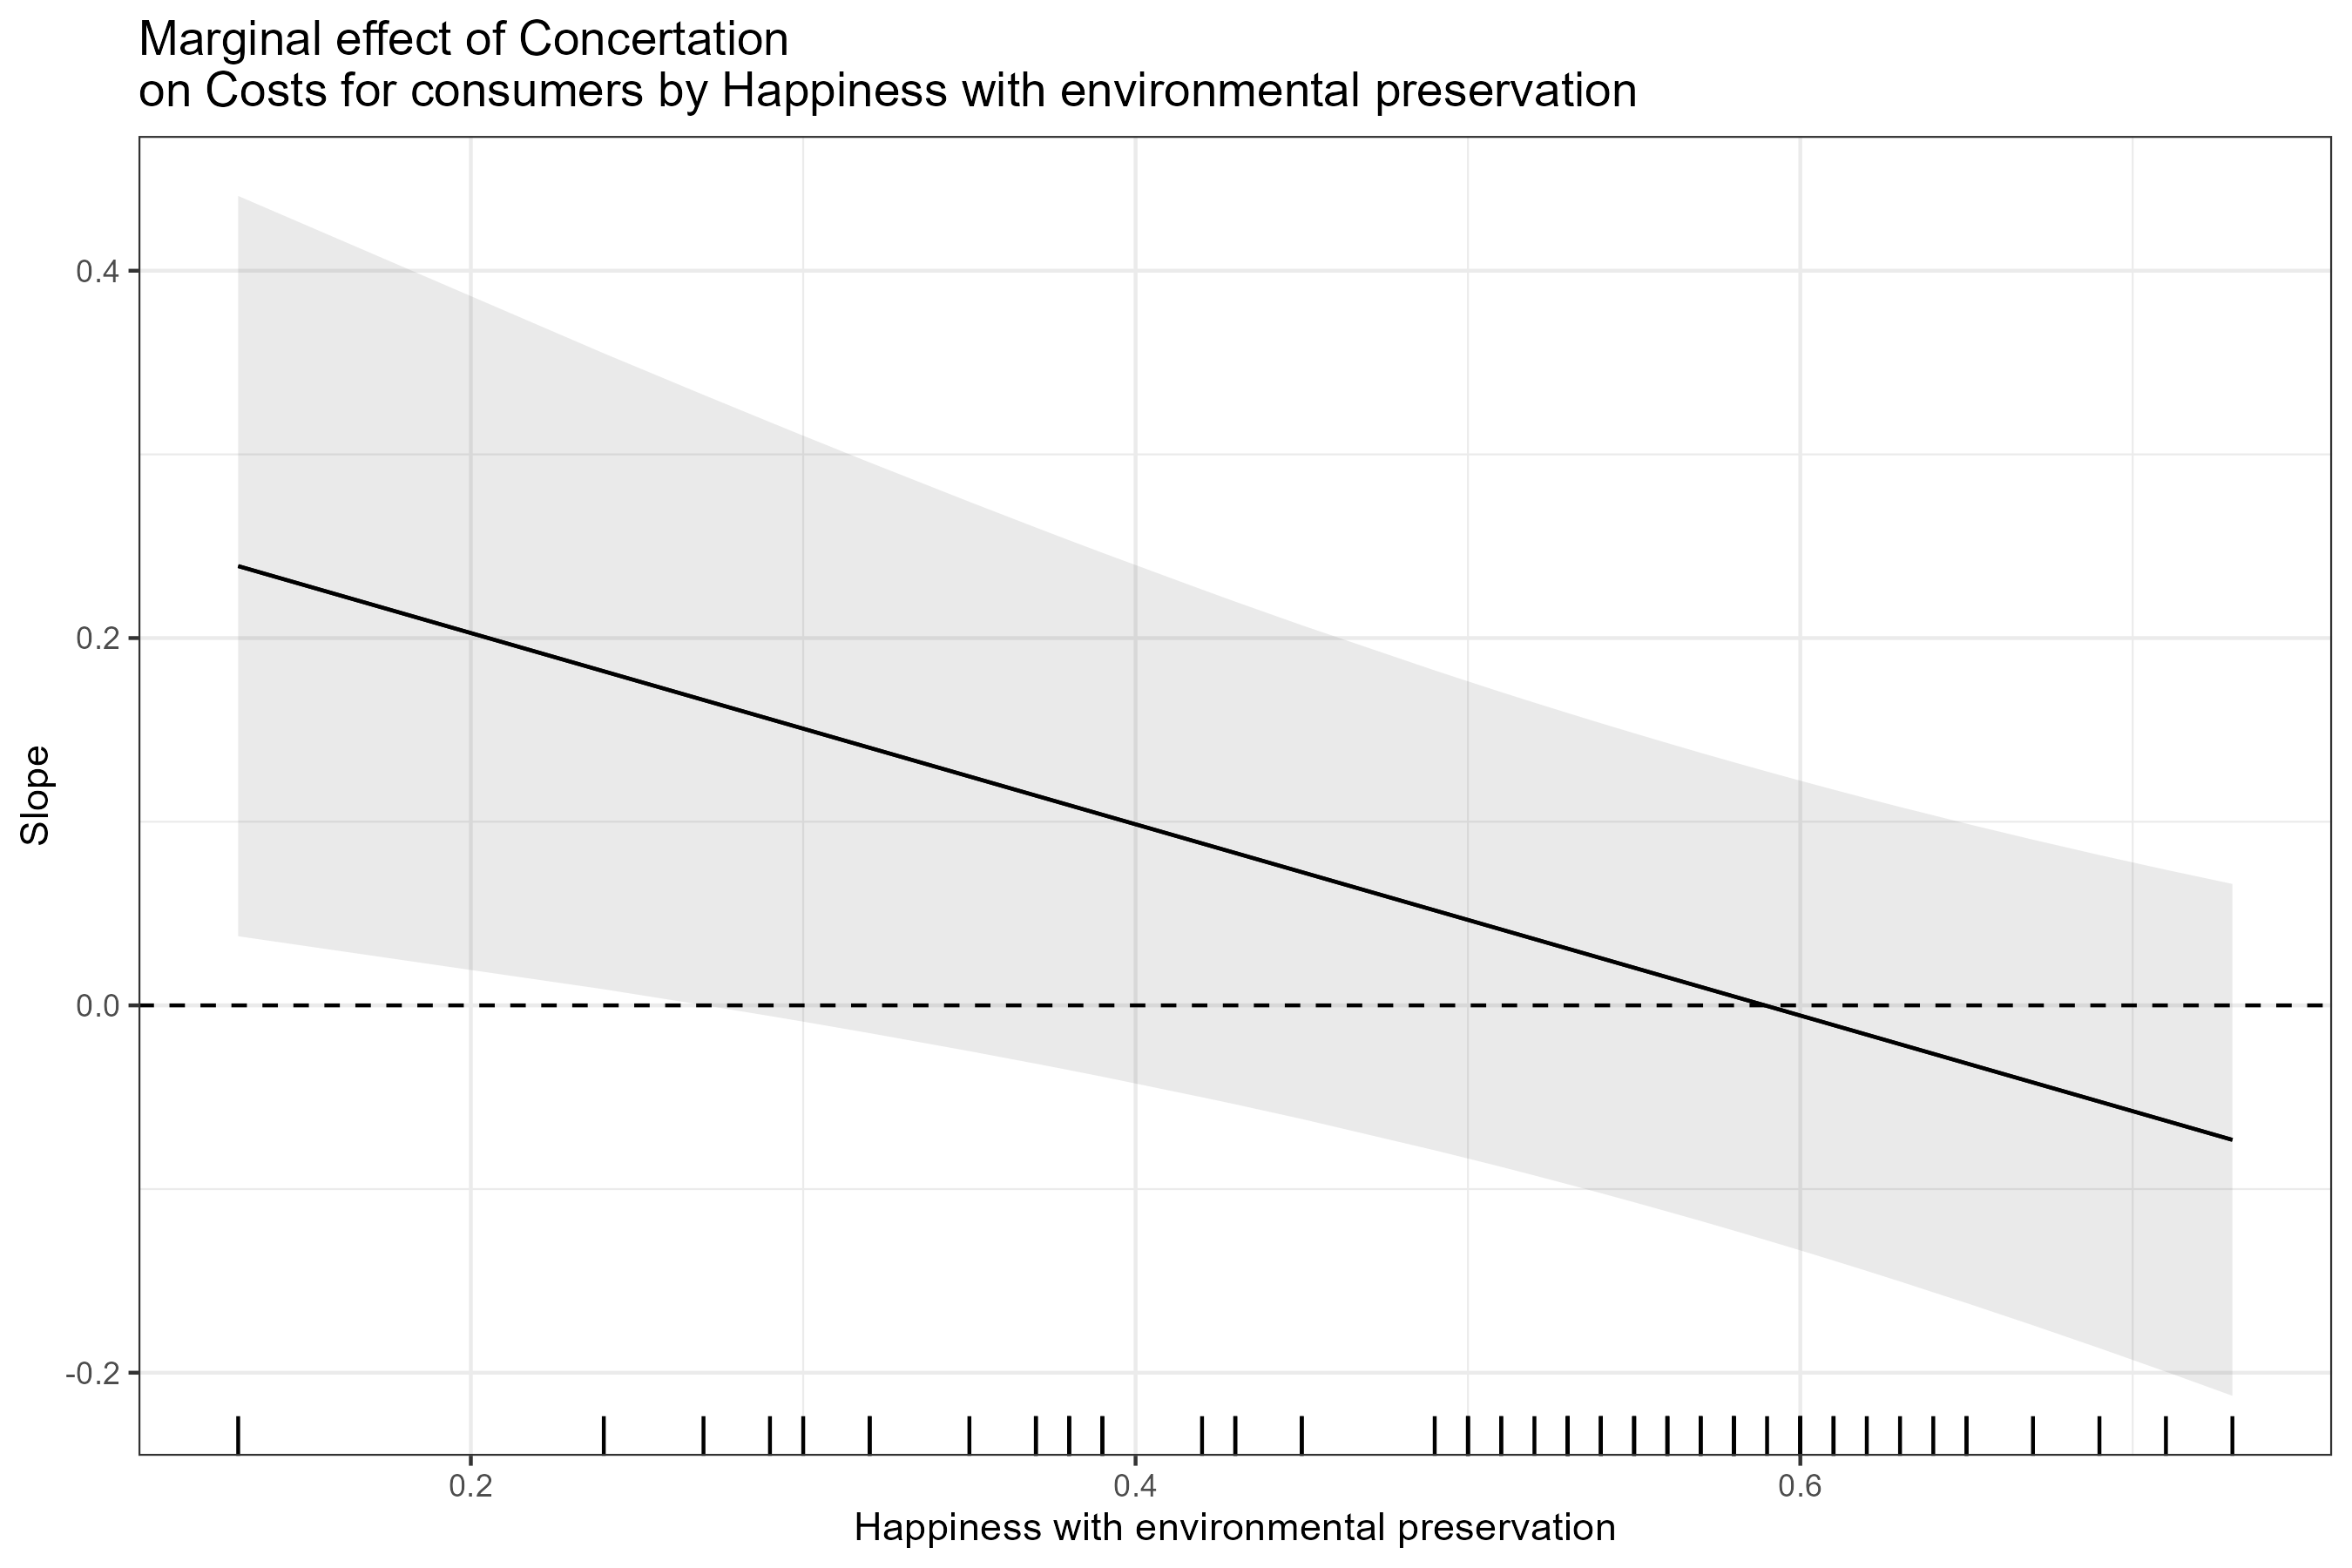 Marginal effect of Concertation
on Costs for consumers by Happiness with environmental preservation
0.4
0.2
0.0
-0.2
Slope
0.2
0.4
0.6
Happiness with environmental preservation